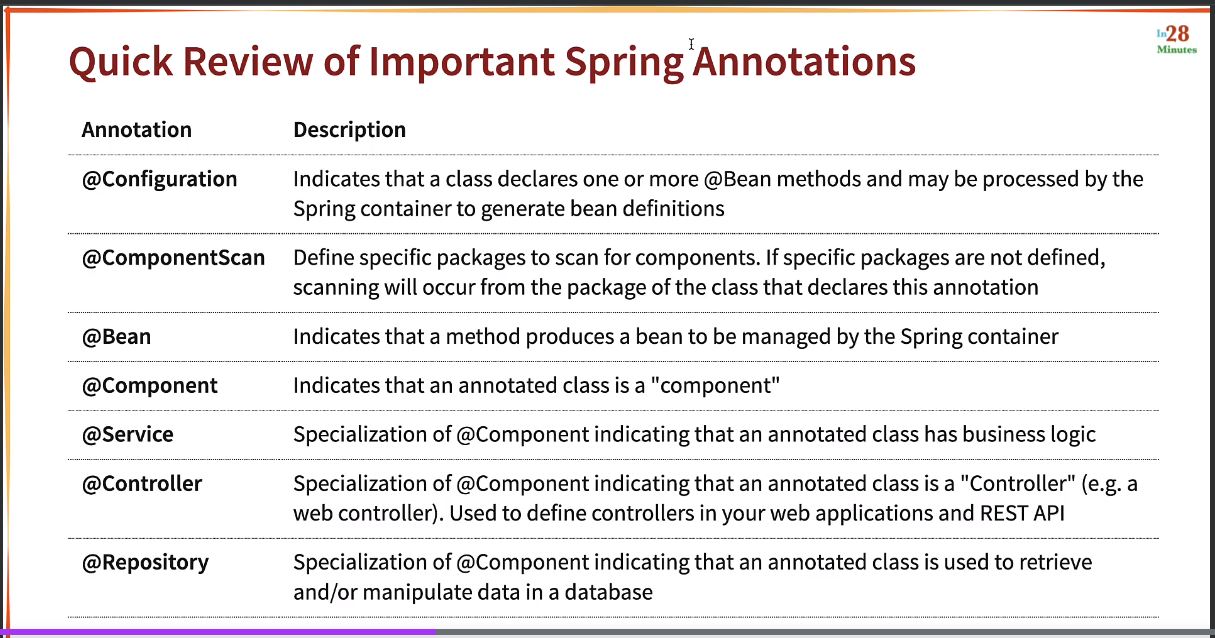 In28
Minutes
Quick Review of Important Spring Annotations
Annotation Description
@Configuration Indicates that a class declares one or more @Bean methods and may be processed by the
Spring container to generate bean definitions
@ComponentScan Define specific packages to scan for components. If specific packages are not defined,
scanning will occur from the package of the class that declares this annotation
@Bean Indicates that a method produces a bean to be managed by the Spring container
@Component Indicates that an annotated class is a "component"
@Service Specialization of @Component indicating that an annotated class has business logic
@Controller Specialization of @Component indicating that an annotated class is a "Controller" (e.g. a
web controller). Used to define controllers in your web applications and REST API
@Repository Specialization of @Component indicating that an annotated class is used to retrieve
and/or manipulate data in a database